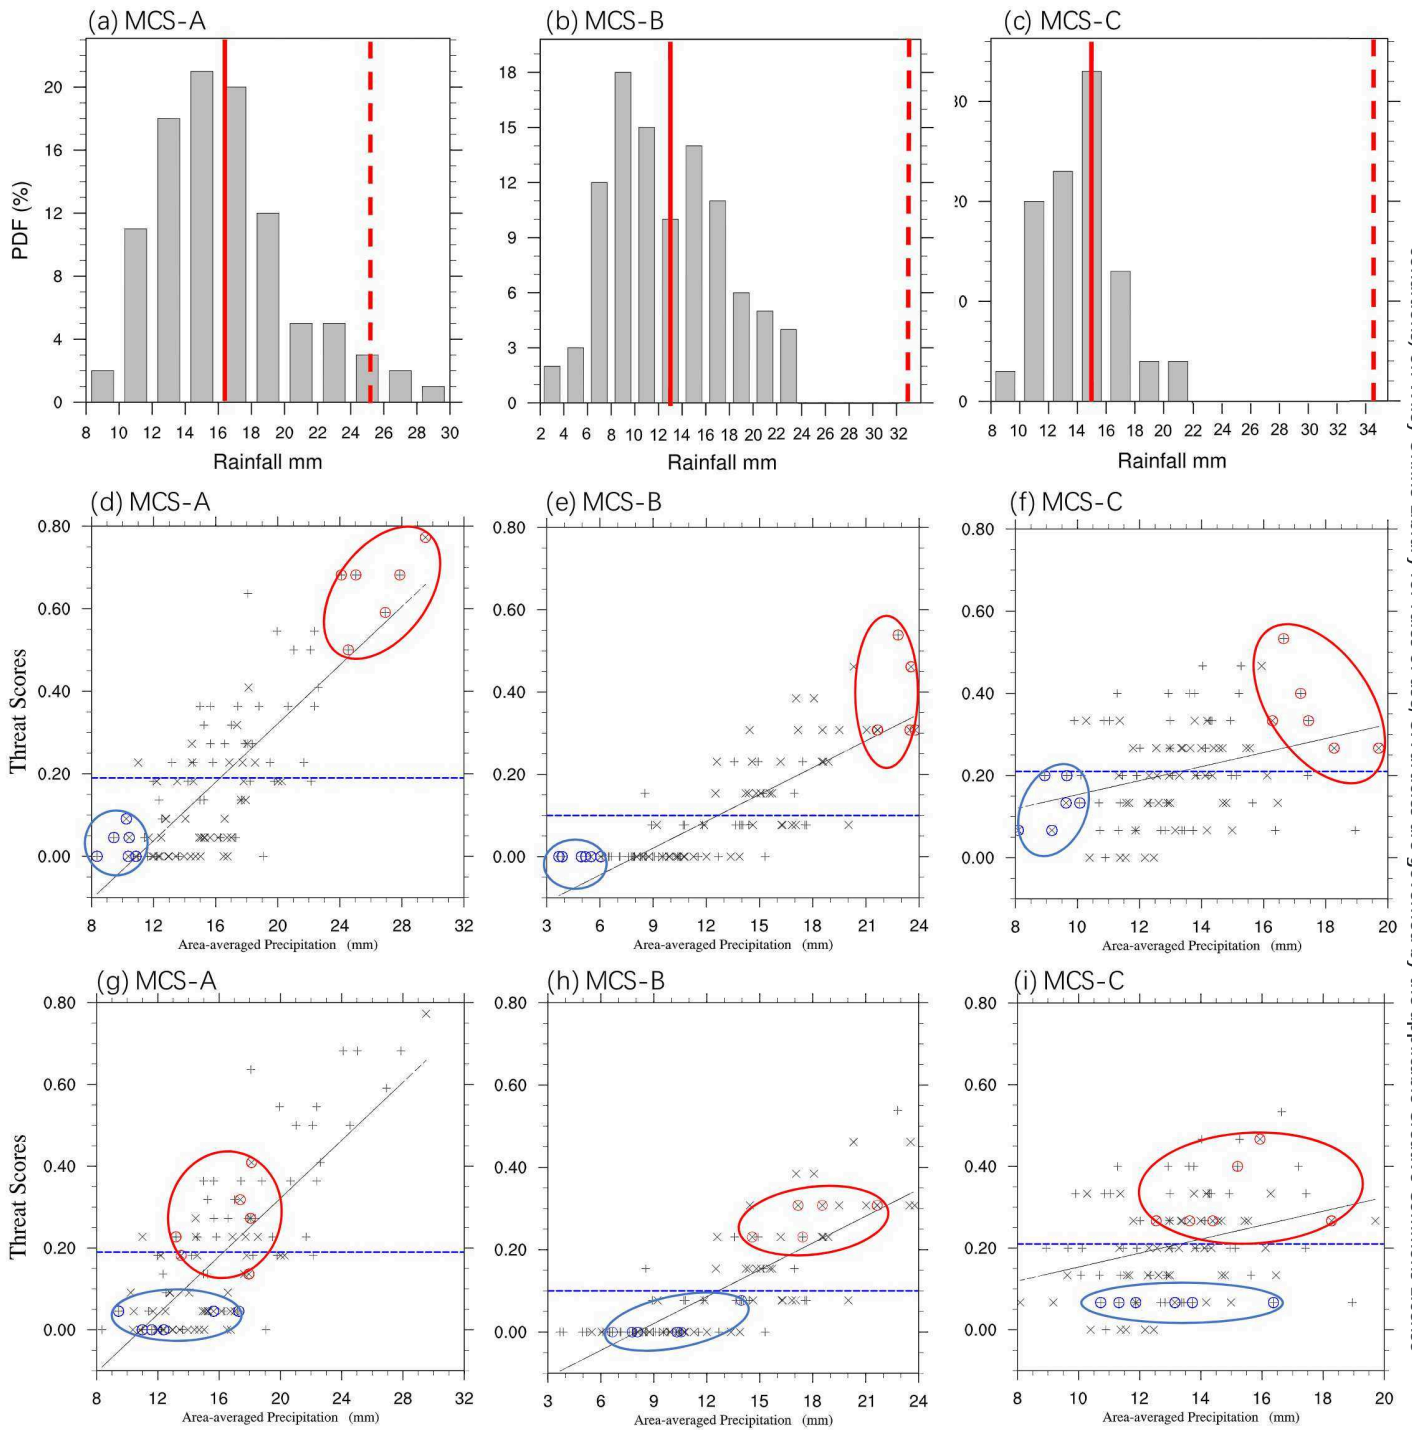 (a) MCS-A
(b) MCS-B
(c) MCS-C
PDF (%)
20
16
12
8
4
0
8 10 12 14 16 18 20 22 24 26 28 30
Rainfall mm
18
15
12
9
6
3
0
2 4 6 8 10 12 14 16 18 20 22 24 26 28 30 32
Rainfall mm
20
0
0
8 10 12 14 16 18 20 22 24 26 28 30 32 34
Rainfall mm
(d) MCS-A
(e) MCS-B
(f) MCS-C
Threat Scores
0.80
0.60
0.40
0.20
0.00
8 12 16 20 24 28 32
Area-averaged Precipitation (mm)
0.80
0.60
0.40
0.20
0.00
3 6 9 12 15 18 21 24
Area-averaged Precipitation (mm)
0.80
0.60
0.40
0.20
0.00
8 10 12 14 16 18 20
Area-averaged Precipitation (mm)
(g) MCS-A
(h) MCS-B
(i) MCS-C
Threat Scores
0.80
0.60
0.40
0.20
0.00
8 12 16 20 24 28 32
Area-averaged Precipitation (mm)
0.80
0.60
0.40
0.20
0.00
3 6 9 12 15 18 21 24
Area-averaged Precipitation (mm)
0.80
0.60
0.40
0.20
0.00
8 10 12 14 16 18 20
Area-averaged Precipitation (mm)